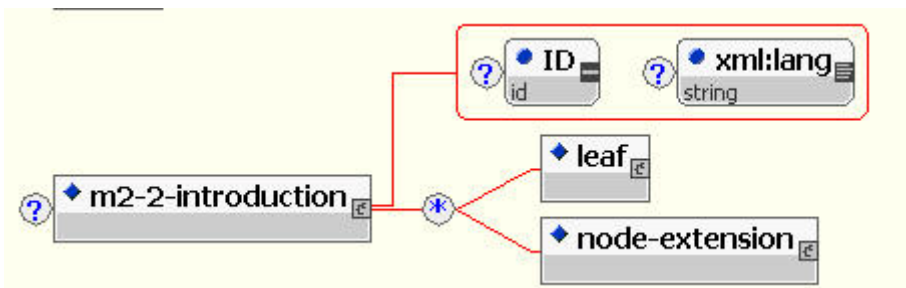 ? ID id ? xml:lang string
leaf
? m2-2-introduction *
node-extension